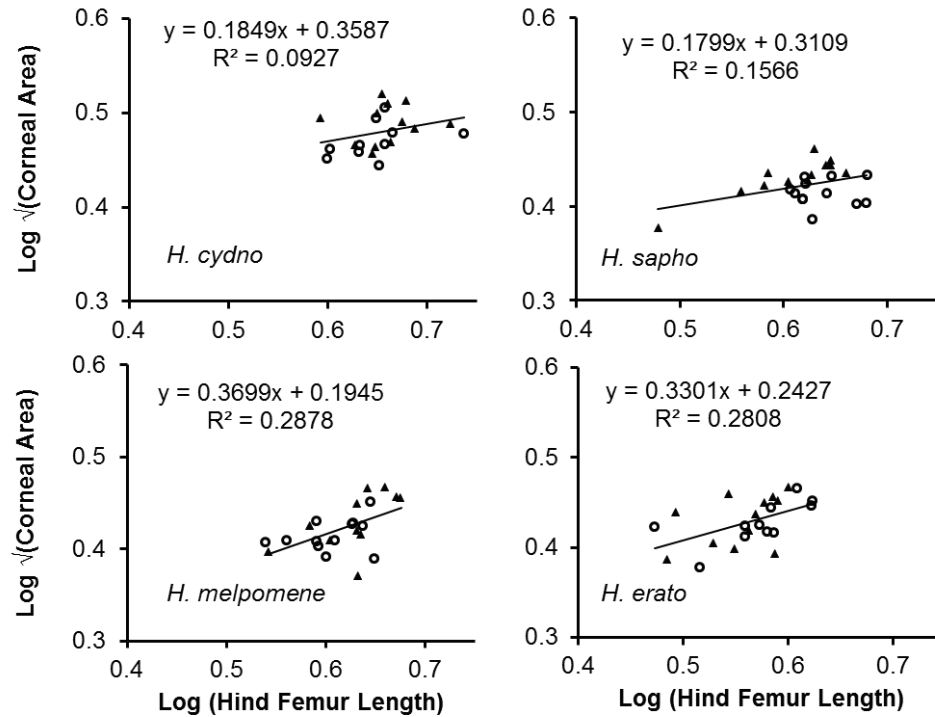 0.6
0.5
0.4
0.3
0.4
0.5
0.6
0.7
y = 0.1849x + 0.3587
R² = 0.0927
H. cydno
Log √(Corneal Area)
0.6
0.5
0.4
0.3
0.4
0.5
0.6
0.7
y = 0.1799x + 0.3109
R² = 0.1566
H. sapho
0.6
0.5
0.4
0.3
0.4
0.5
0.6
0.7
y = 0.3699x + 0.1945
R² = 0.2878
H. melpomene
Log √(Corneal Area)
Log (Hind Femur Length)
0.6
0.5
0.4
0.3
0.4
0.5
0.6
0.7
y = 0.3301x + 0.2427
R² = 0.2808
H. erato
Log (Hind Femur Length)